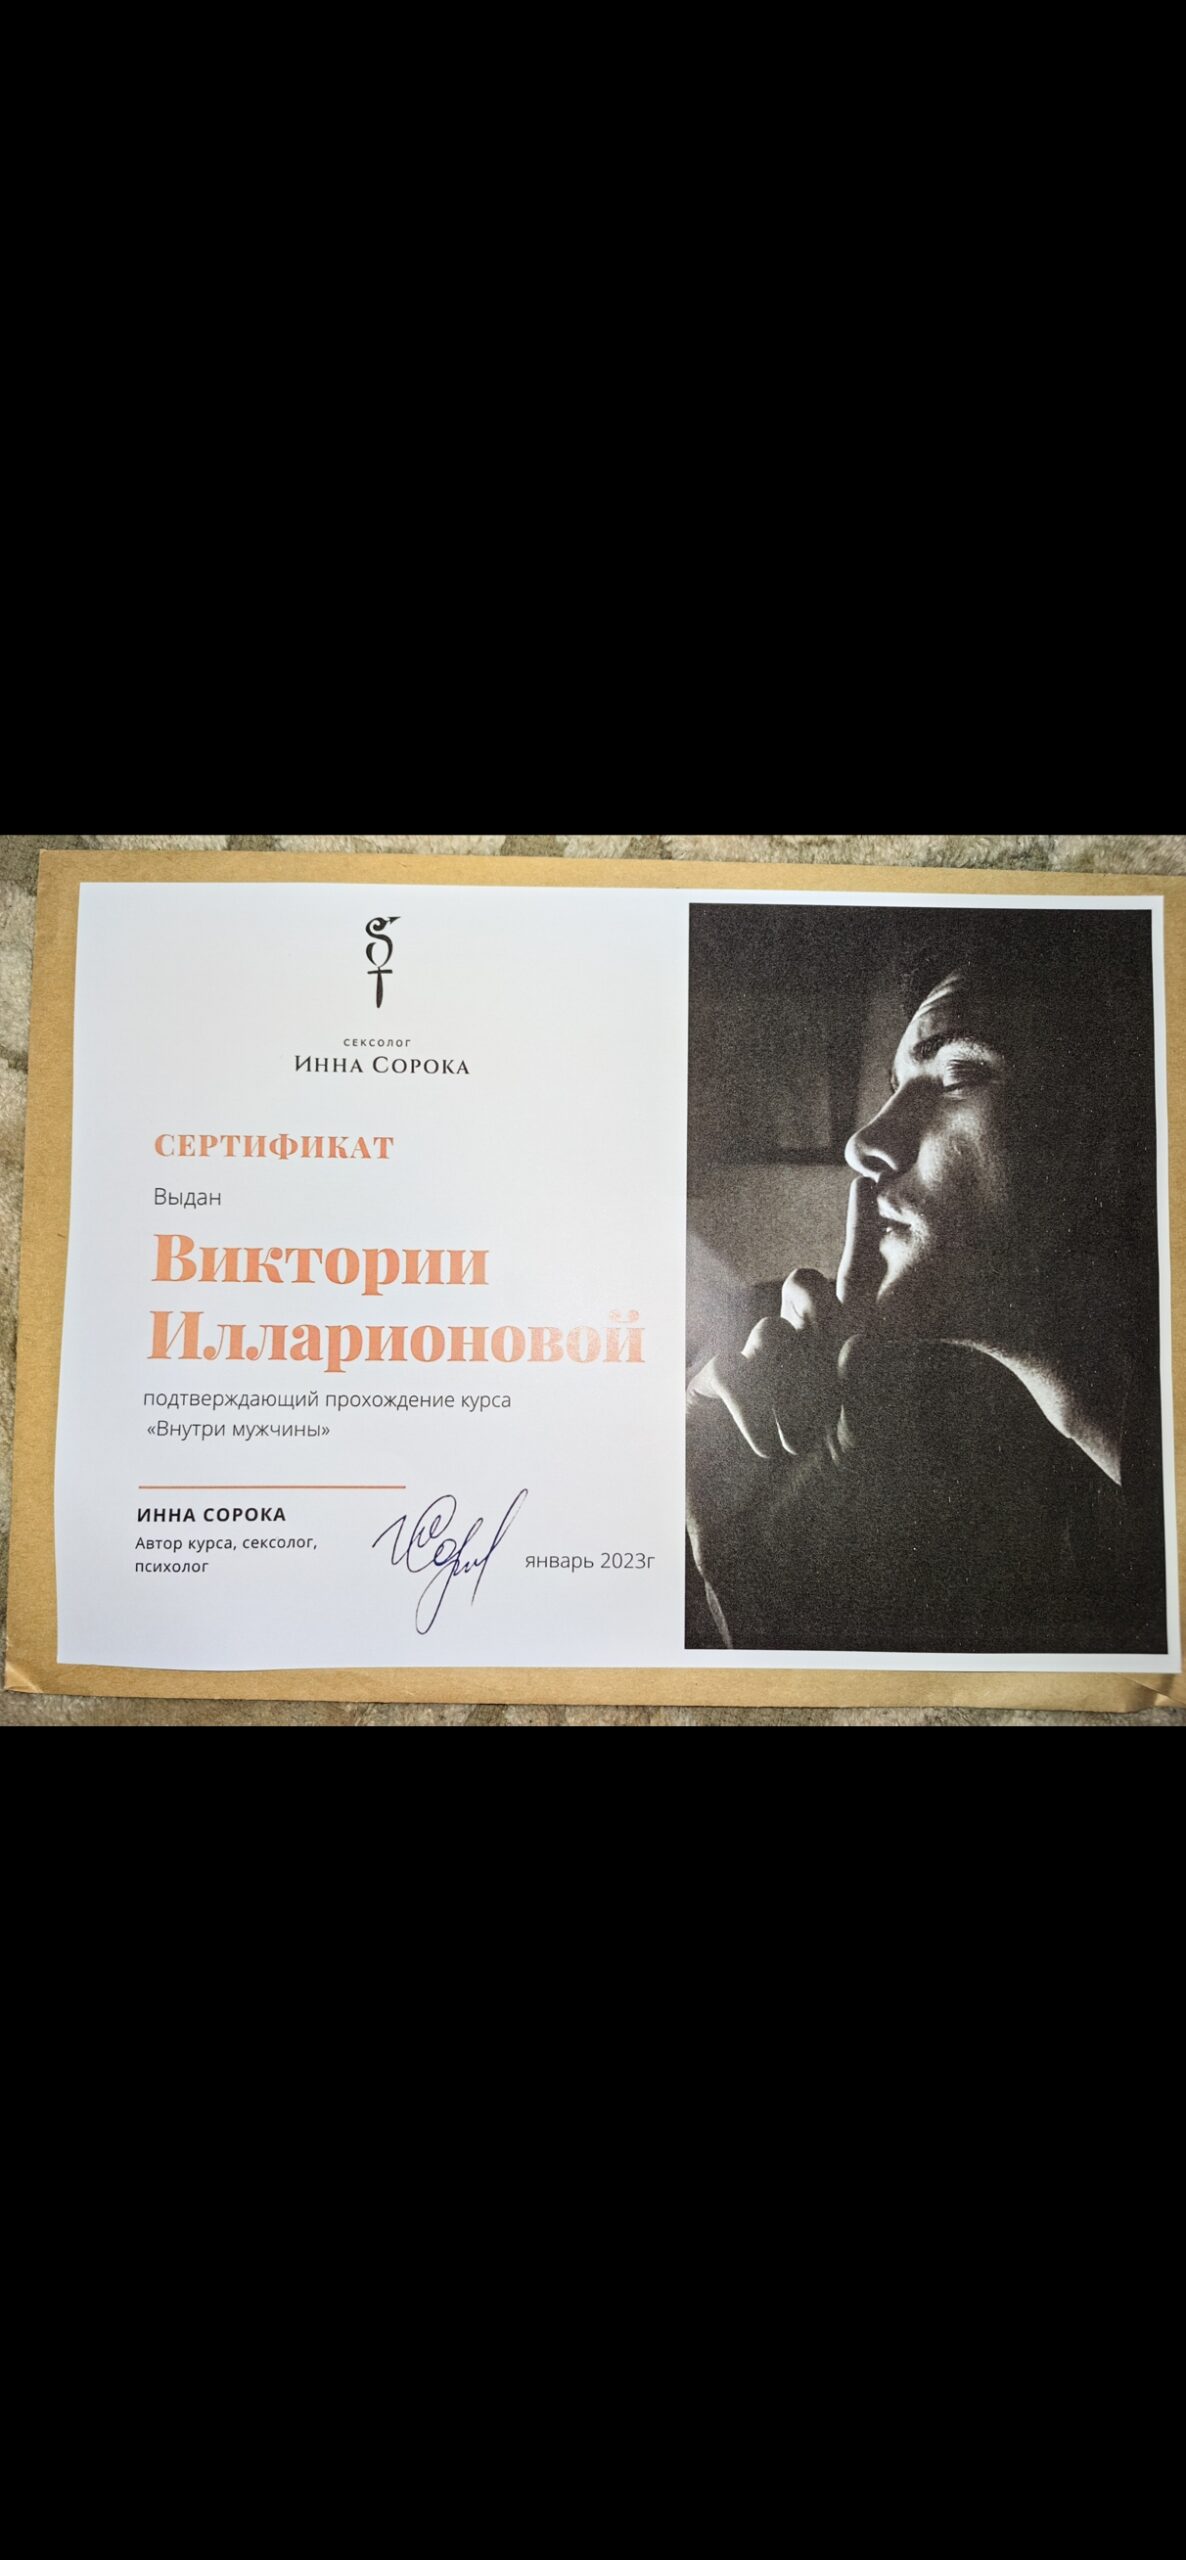 СЕКСОЛОГ
ИННА СОРОКА
СЕРТИФИКАТ
Выдан
Виктории
Илларионовой
подтверждающий прохождение курса
«Внутри мужчины»
ИННА СОРОКА
Автор курса, сексолог,
психолог
январь 2023г